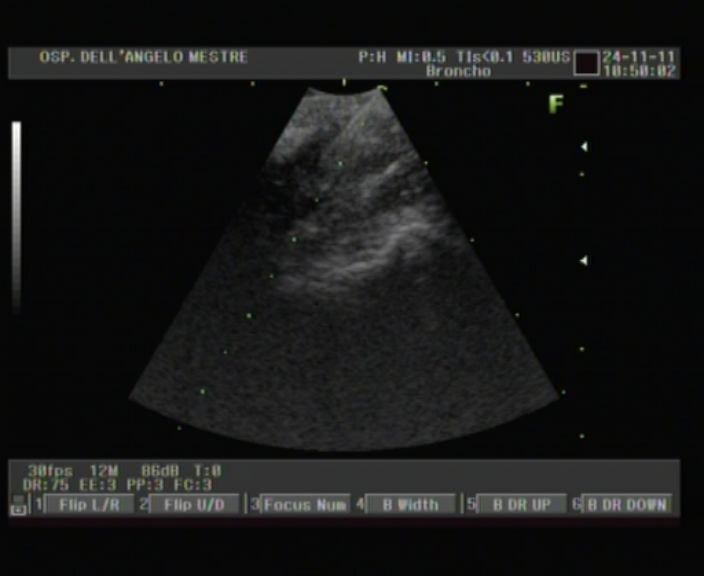 OSP. DELL'ANGELO MESTRE P:H MI:0.5 TIs<0.1 530US 24-11-11
Broncho 10:50:02
F
30fps 12M 86dB T:0
DR:75 EE:3 PP:3 FC:3
1 Flip L/R 2 Flip U/D 3 Focus Num 4 B Width 5 B DR UP 6 B DR DOWN